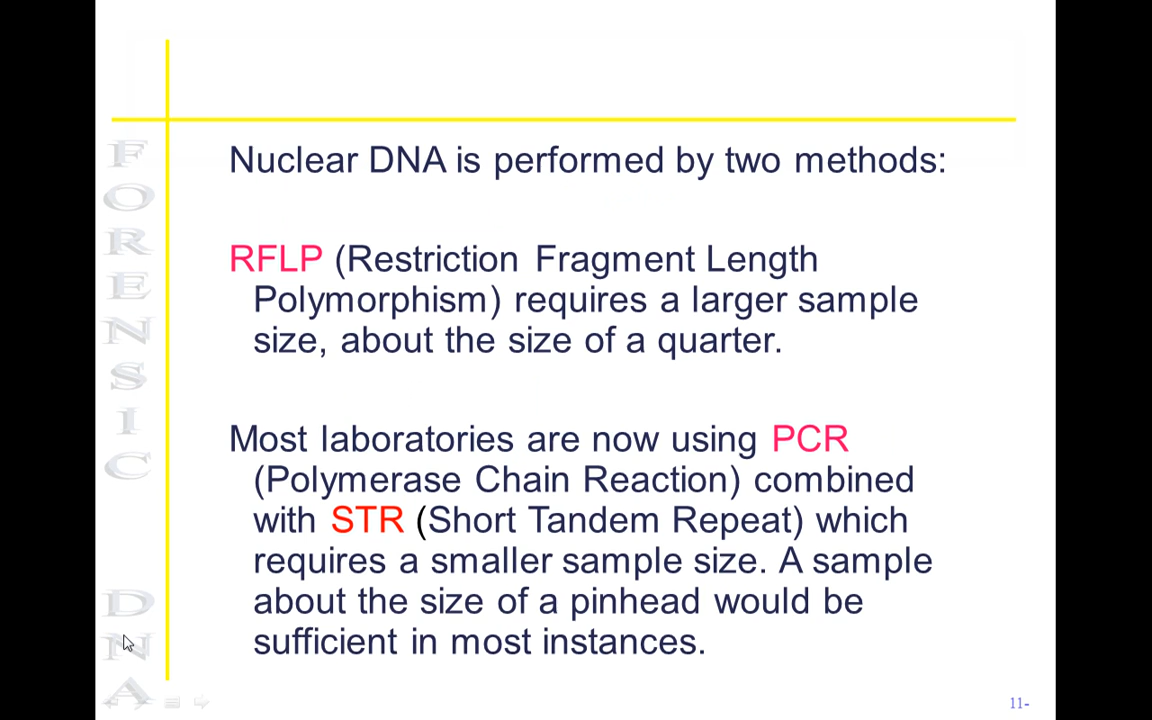 FORENSIC DNA
Nuclear DNA is performed by two methods:
RFLP (Restriction Fragment Length
Polymorphism) requires a larger sample
size, about the size of a quarter.
Most laboratories are now using PCR
(Polymerase Chain Reaction) combined
with STR (Short Tandem Repeat) which
requires a smaller sample size. A sample
about the size of a pinhead would be
sufficient in most instances.
11-